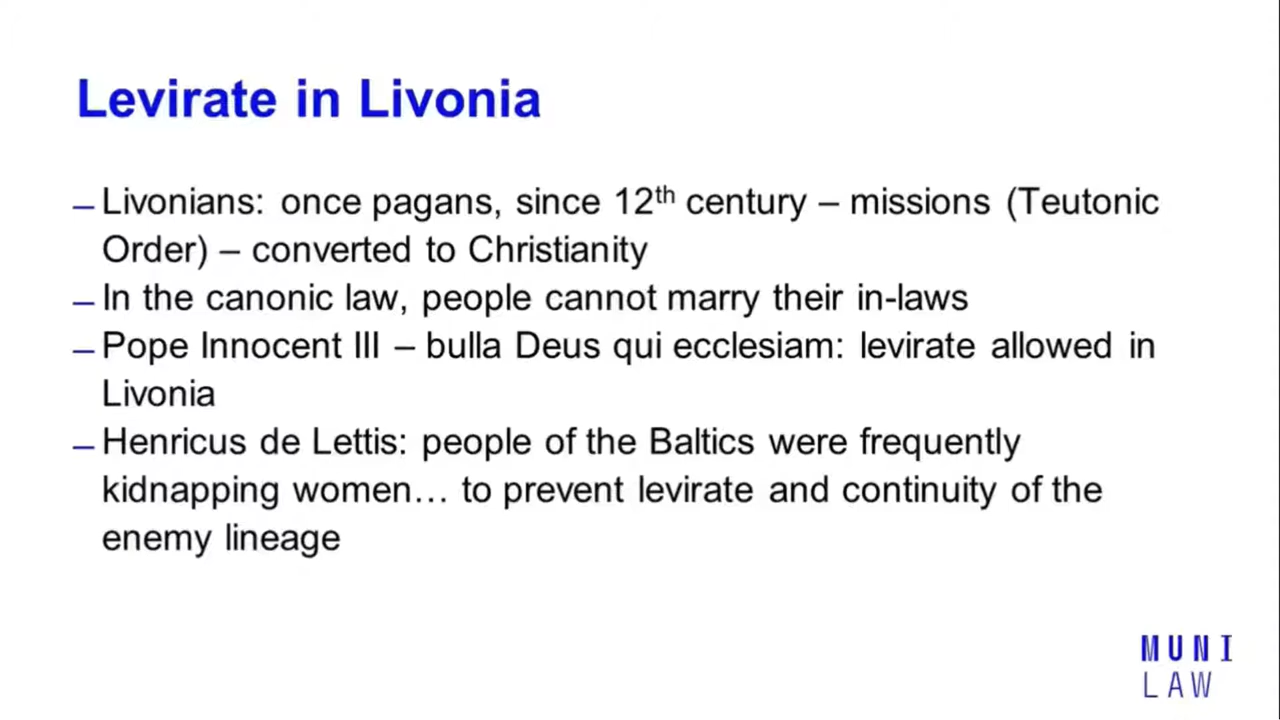 Levirate in Livonia
– Livonians: once pagans, since 12th century – missions (Teutonic
Order) – converted to Christianity
– In the canonic law, people cannot marry their in-laws
– Pope Innocent III – bulla Deus qui ecclesiam: levirate allowed in
Livonia
– Henricus de Lettis: people of the Baltics were frequently
kidnapping women… to prevent levirate and continuity of the
enemy lineage
MUNI
LAW